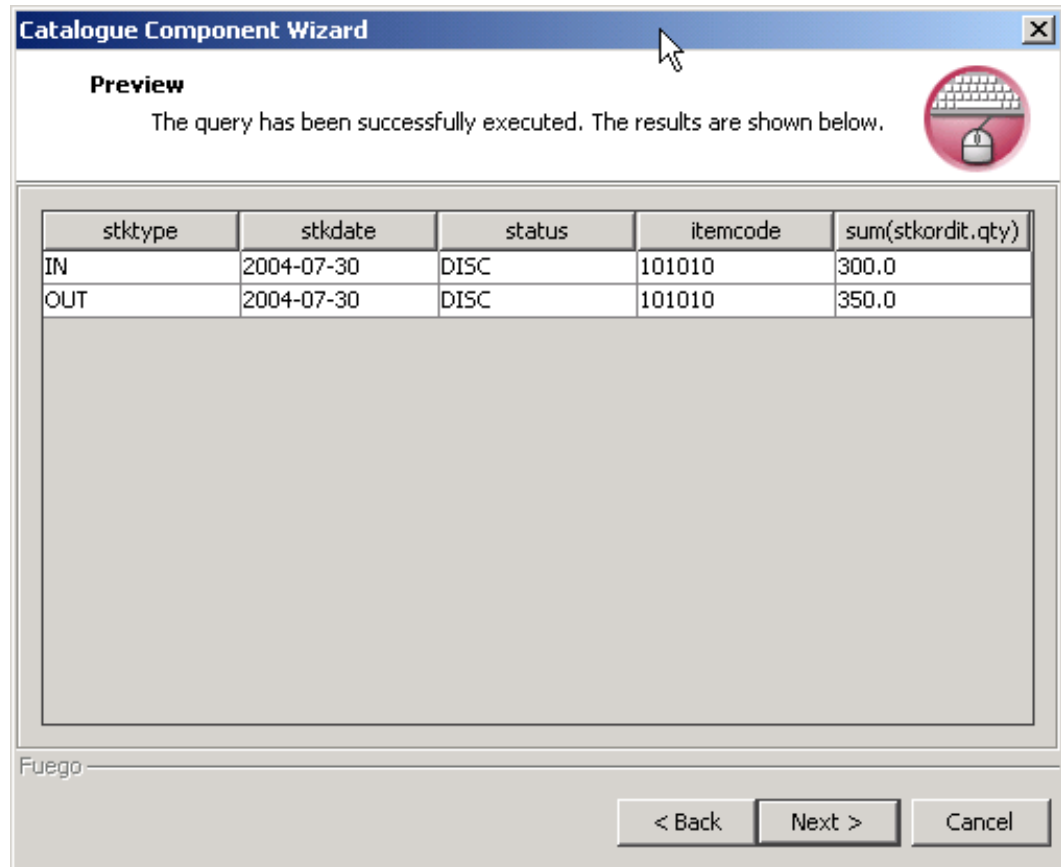 Catalogue Component Wizard
Preview
The query has been successfully executed. The results are shown below.
stktype stkdate status itemcode sum(stkordit.qty)
IN 2004-07-30 DISC 101010 300.0
OUT 2004-07-30 DISC 101010 350.0
Fuego
< Back Next > Cancel